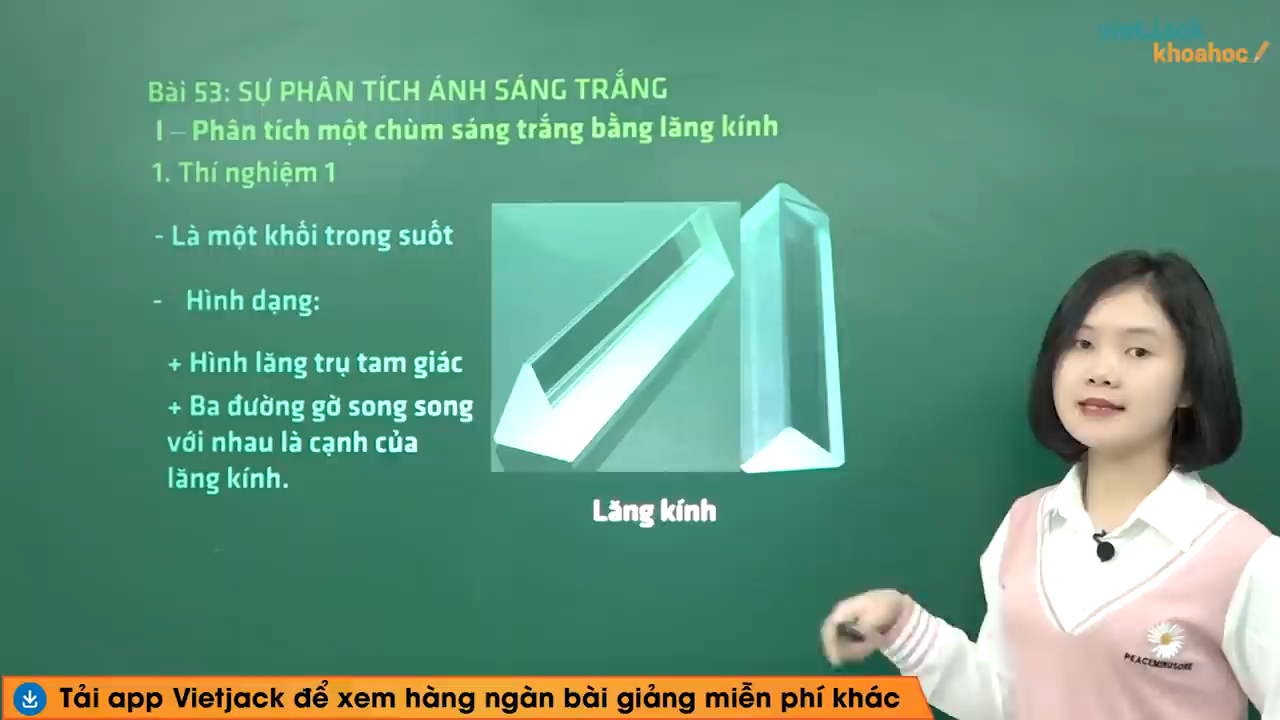 vietJack
khoahoc
Bài 53: SỰ PHÂN TÍCH ÁNH SÁNG TRẮNG
I – Phân tích một chùm sáng trắng bằng lăng kính
1. Thí nghiệm 1
- Là một khối trong suốt
- Hình dạng:
+ Hình lăng trụ tam giác
+ Ba đường gờ song song
với nhau là cạnh của
lăng kính.
Lăng kính
Tải app Vietjack để xem hàng ngàn bài giảng miễn phí khác